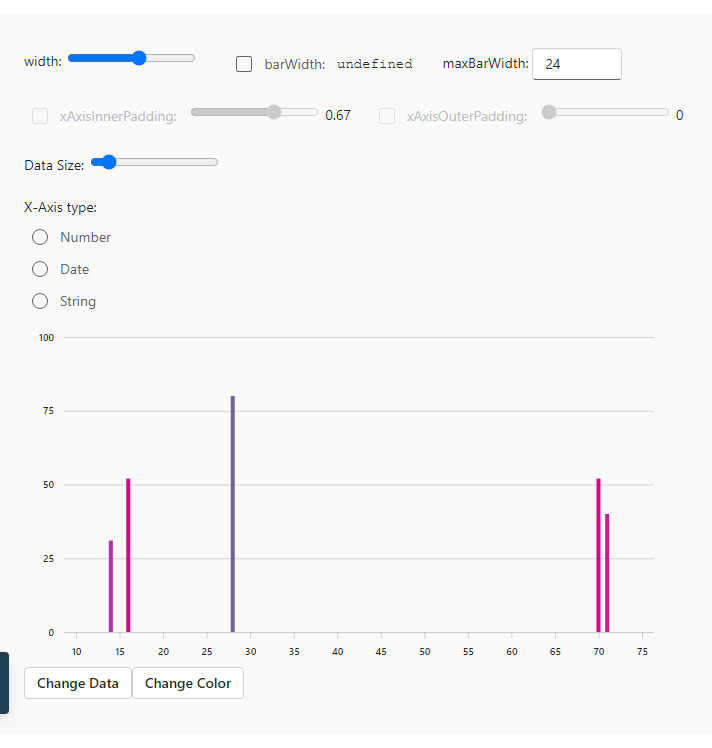 width: barWidth: undefined maxBarWidth: 24
xAxisInnerPadding: 0.67 xAxisOuterPadding: 0
Data Size:
X-Axis type:
Number
Date
String
100
75
50
25
0
10 15 20 25 30 35 40 45 50 55 60 65 70 75
Change Data Change Color